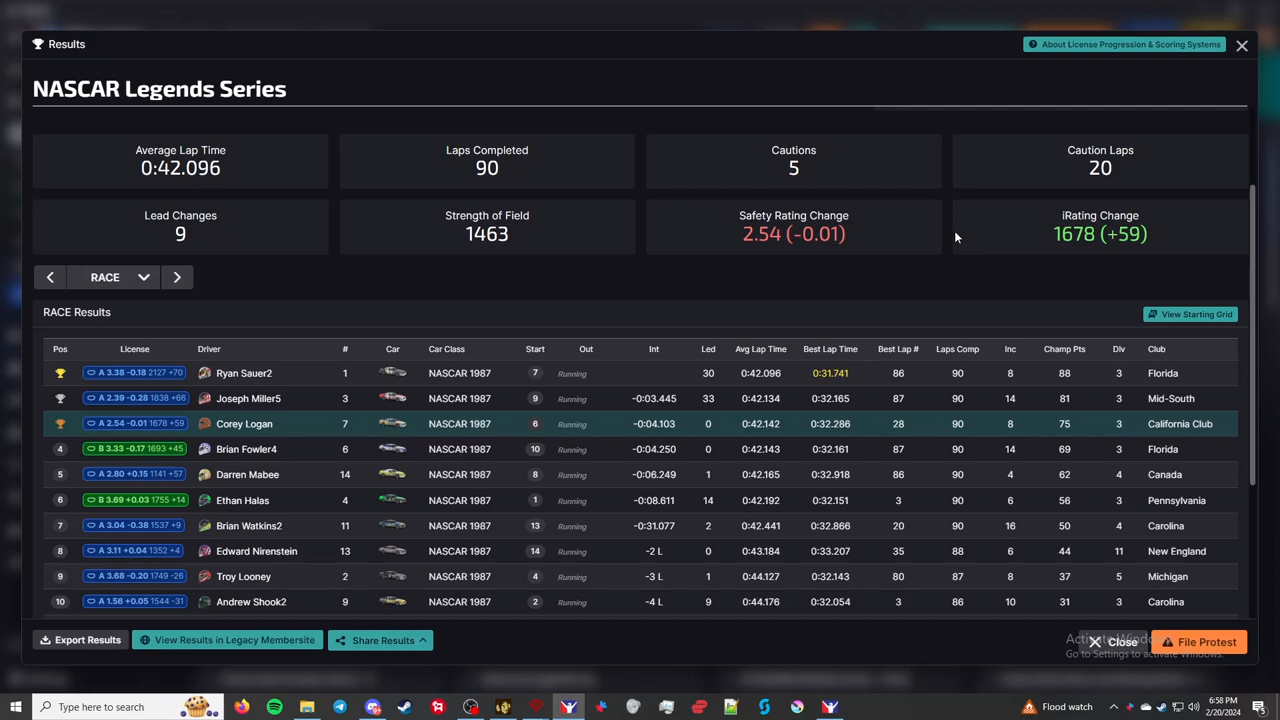 Results
About License Progression & Scoring Systems
NASCAR Legends Series
Average Lap Time Laps Completed Cautions Caution Laps
0:42.096 90 5 20
Lead Changes Strength of Field Safety Rating Change iRating Change
9 1463 2.54 (-0.01) 1678 (+59)
RACE
RACE Results View Starting Grid
Pos License Driver # Car Car Class Start Out Int Led Avg Lap Time Best Lap Time Best Lap # Laps Comp Inc Champ Pts Div Club
A 3.38 -0.18 2127 +70 Ryan Sauer2 1 NASCAR 1987 7 Running 30 0:42.096 0:31.741 86 90 8 88 3 Florida
A 2.39 -0.28 1838 +66 Joseph Miller5 3 NASCAR 1987 9 Running -0:03.445 33 0:42.134 0:32.165 87 90 14 81 3 Mid-South
A 2.54 -0.01 1678 +59 Corey Logan 7 NASCAR 1987 6 Running -0:04.103 0 0:42.142 0:32.286 28 90 8 75 3 California Club
4 B 3.33 -0.17 1693 +45 Brian Fowler4 6 NASCAR 1987 10 Running -0:04.250 0 0:42.143 0:32.161 87 90 14 69 3 Florida
5 A 2.80 +0.15 1141 +57 Darren Mabee 14 NASCAR 1987 8 Running -0:06.249 1 0:42.165 0:32.918 86 90 4 62 4 Canada
6 B 3.69 +0.03 1755 +14 Ethan Halas 4 NASCAR 1987 1 Running -0:08.611 14 0:42.192 0:32.151 3 90 6 56 3 Pennsylvania
7 A 3.04 -0.38 1537 +9 Brian Watkins2 11 NASCAR 1987 13 Running -0:31.077 2 0:42.441 0:32.866 20 90 16 50 4 Carolina
8 A 3.11 +0.04 1352 +4 Edward Nirenstein 13 NASCAR 1987 14 Running -2 L 0 0:43.184 0:33.207 35 88 6 44 11 New England
9 A 3.68 -0.20 1749 -26 Troy Looney 2 NASCAR 1987 4 Running -3 L 1 0:44.127 0:32.143 80 87 8 37 5 Michigan
10 A 1.56 +0.05 1544 -31 Andrew Shook2 9 NASCAR 1987 2 Running -4 L 9 0:44.176 0:32.054 3 86 10 31 3 Carolina
Export Results View Results in Legacy Membersite Share Results Close File Protest
Go to Settings to activate Windows.
Type here to search Flood warning 6:58 PM
2/20/2024